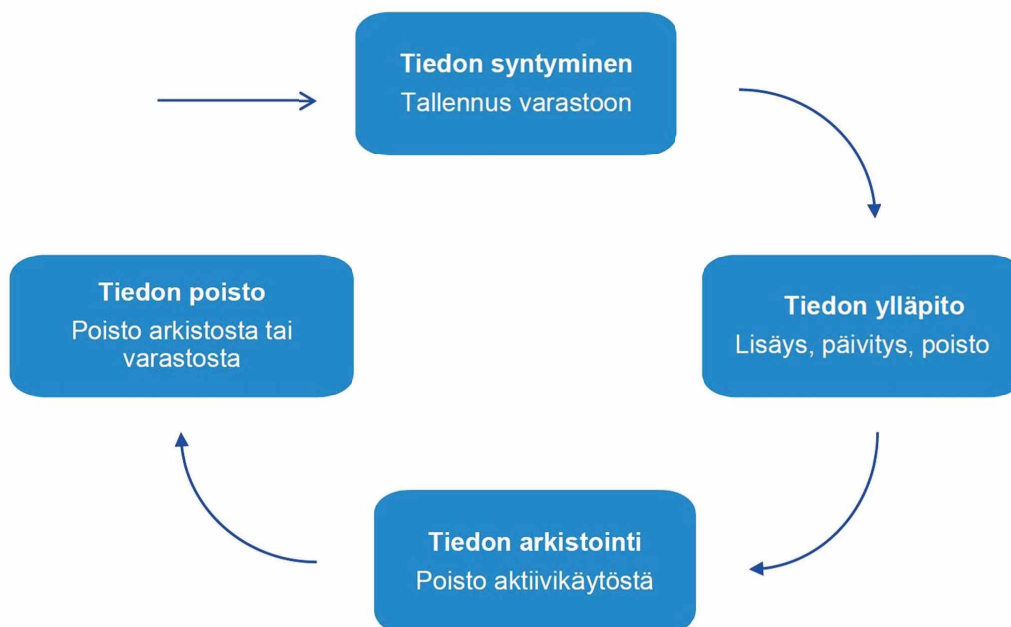 Tiedon syntyminen
Tallennus varastoon
Tiedon ylläpito
Lisäys, päivitys, poisto
Tiedon arkistointi
Poisto aktiivikäytöstä
Tiedon poisto
Poisto arkistosta tai
varastosta